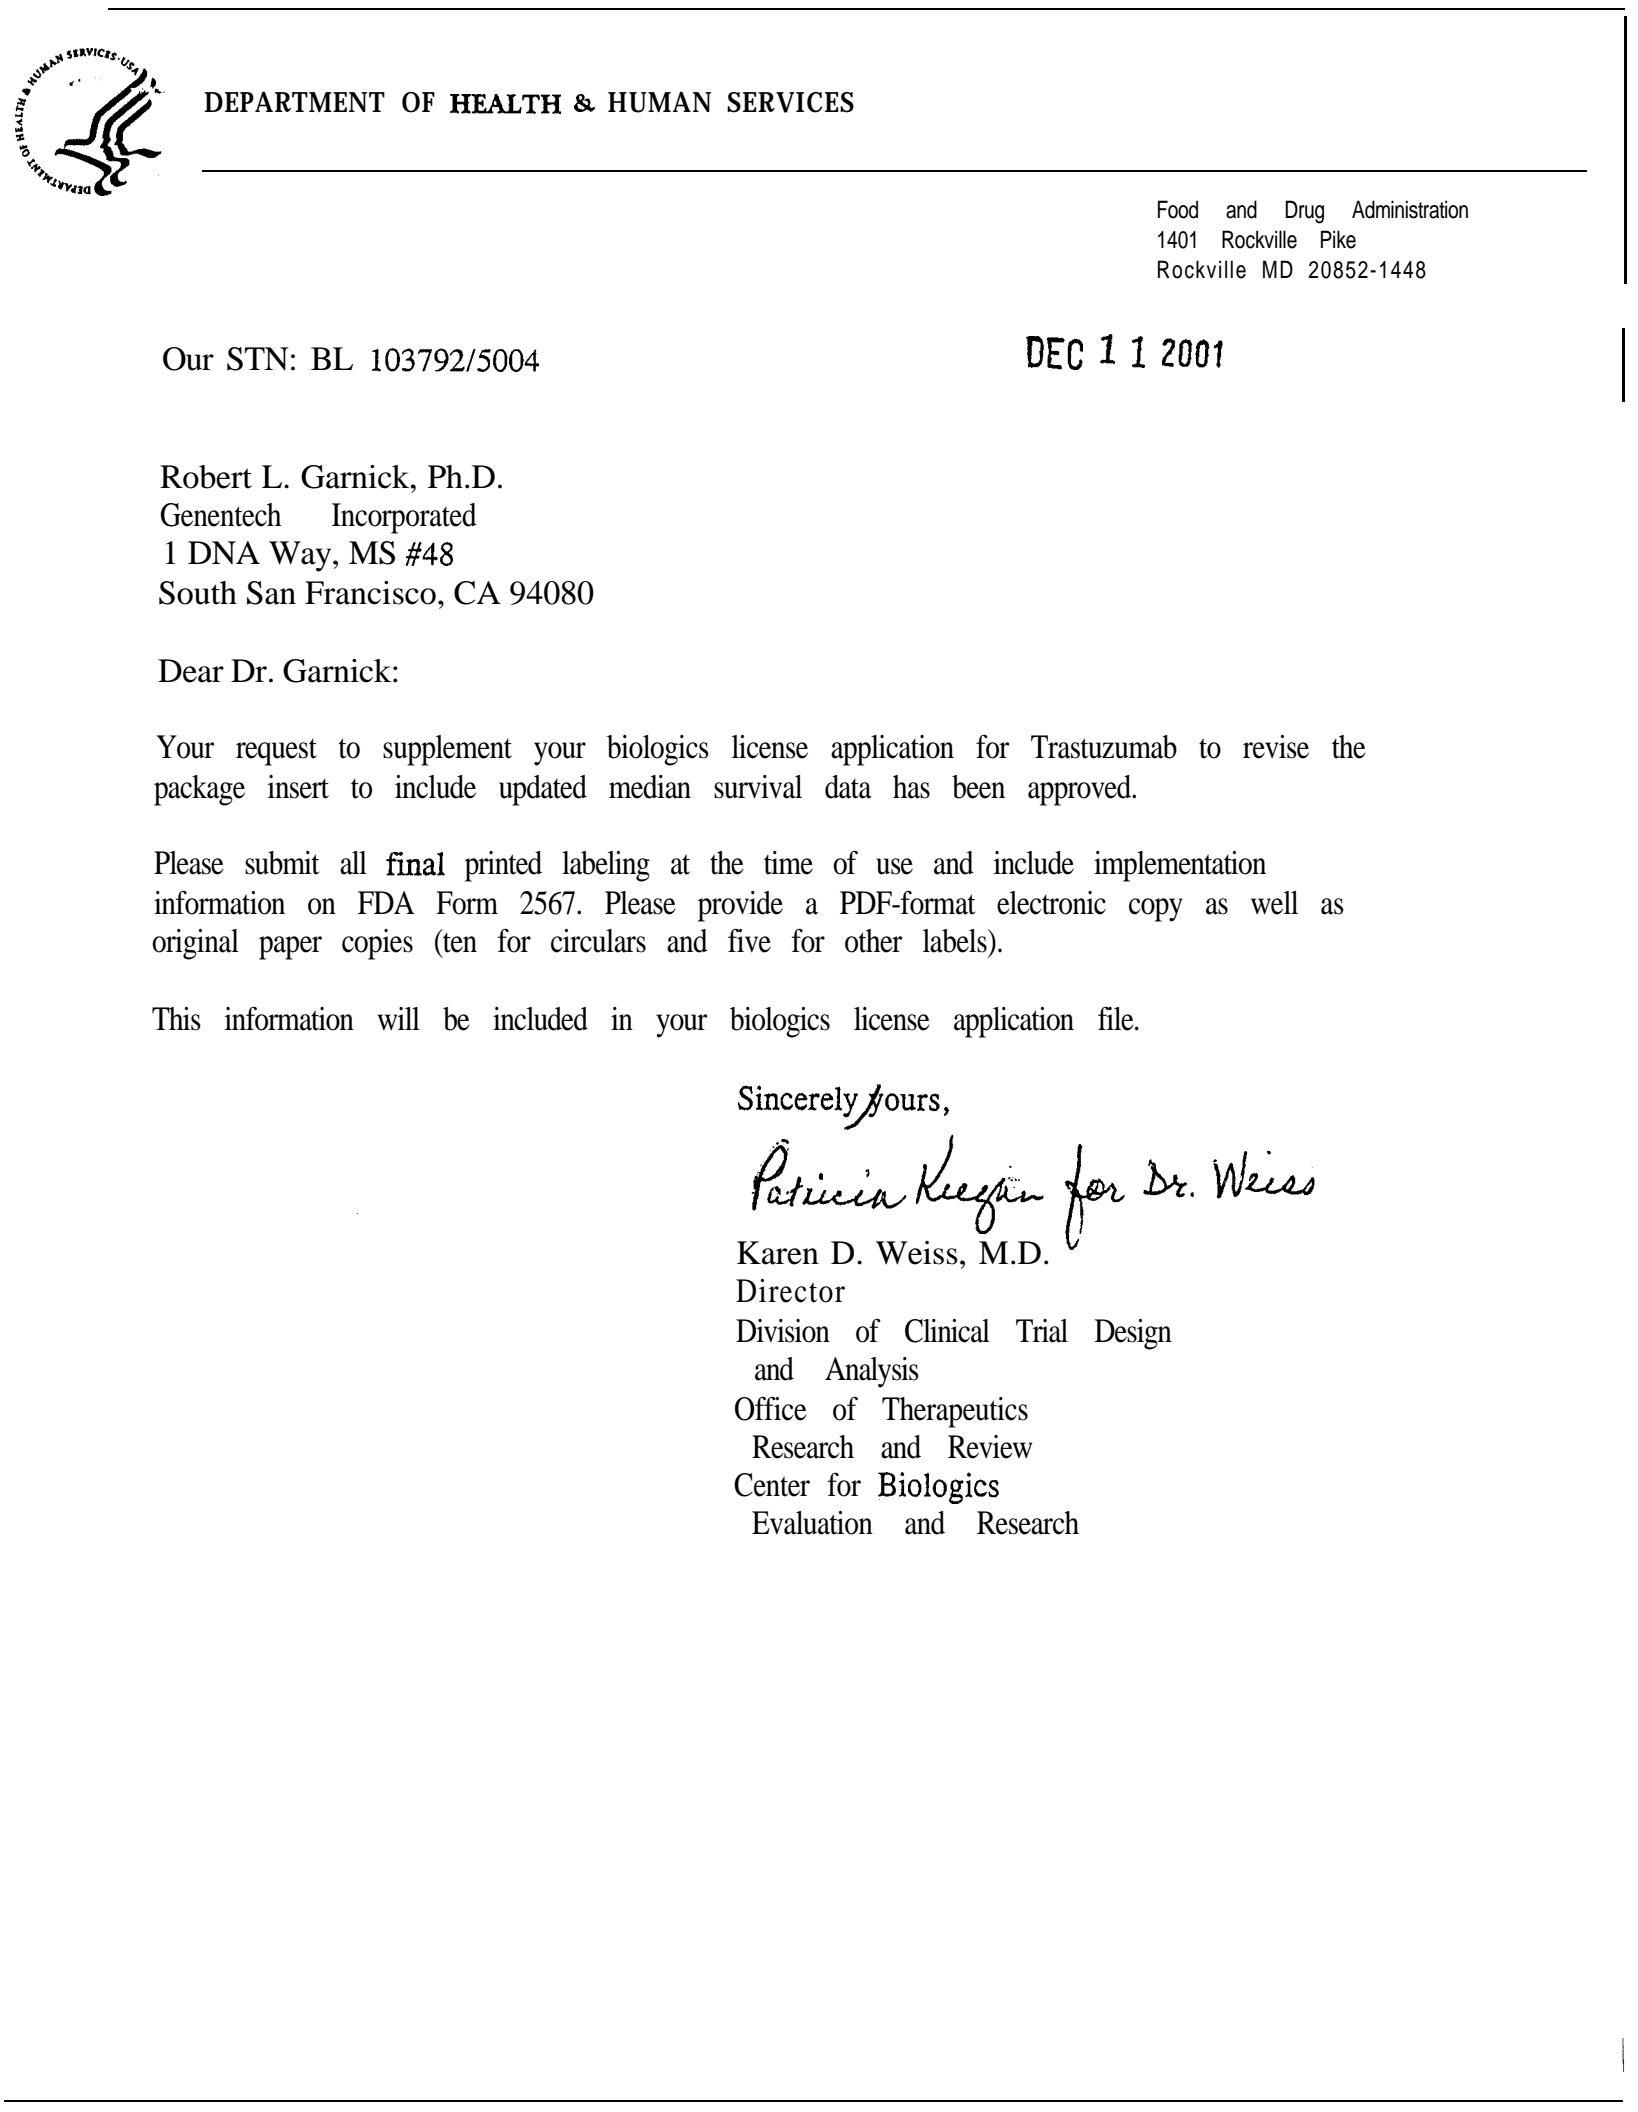 DEPARTMENT OF HEALTH & HUMAN SERVICES·USA
DEPARTMENT OF HEALTH & HUMAN SERVICES
Food and Drug Administration
1401 Rockville Pike
Rockville MD 20852-1448
Our STN: BL 103792/5004
DEC 11 2001
Robert L. Garnick, Ph.D.
Genentech Incorporated
1 DNA Way, MS #48
South San Francisco, CA 94080
Dear Dr. Garnick:
Your request to supplement your biologics license application for Trastuzumab to revise the
package insert to include updated median survival data has been approved.
Please submit all final printed labeling at the time of use and include implementation
information on FDA Form 2567. Please provide a PDF-format electronic copy as well as
original paper copies (ten for circulars and five for other labels).
This information will be included in your biologics license application file.
Sincerely yours,
Patricia Keegan for Dr. Weiss
Karen D. Weiss, M.D.
Director
Division of Clinical Trial Design
and Analysis
Office of Therapeutics
Research and Review
Center for Biologics
Evaluation and Research